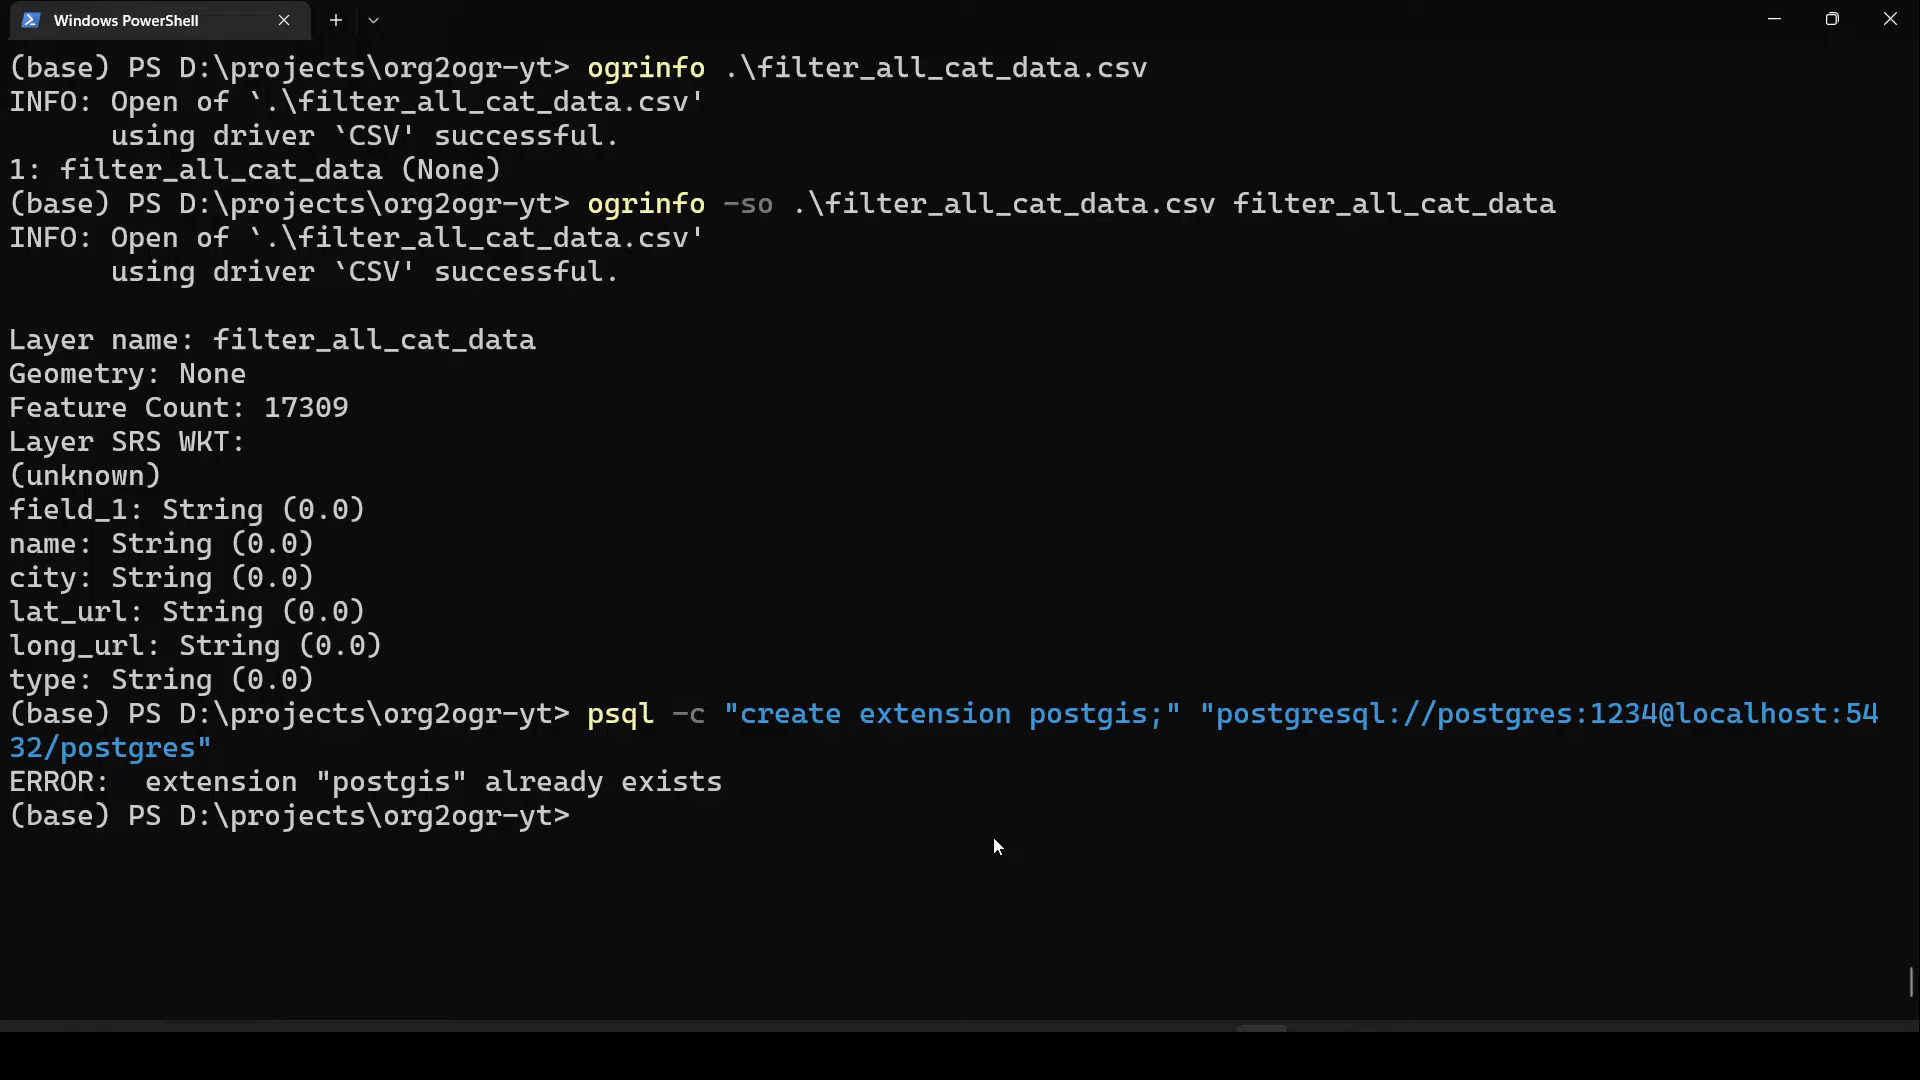 Windows PowerShell
(base) PS D:\projects\org2ogr-yt> ogrinfo .\filter_all_cat_data.csv
INFO: Open of `.\filter_all_cat_data.csv'
      using driver `CSV' successful.
1: filter_all_cat_data (None)
(base) PS D:\projects\org2ogr-yt> ogrinfo -so .\filter_all_cat_data.csv filter_all_cat_data
INFO: Open of `.\filter_all_cat_data.csv'
      using driver `CSV' successful.

Layer name: filter_all_cat_data
Geometry: None
Feature Count: 17309
Layer SRS WKT:
(unknown)
field_1: String (0.0)
name: String (0.0)
city: String (0.0)
lat_url: String (0.0)
long_url: String (0.0)
type: String (0.0)
(base) PS D:\projects\org2ogr-yt> psql -c "create extension postgis;" "postgresql://postgres:1234@localhost:54
32/postgres"
ERROR:  extension "postgis" already exists
(base) PS D:\projects\org2ogr-yt>